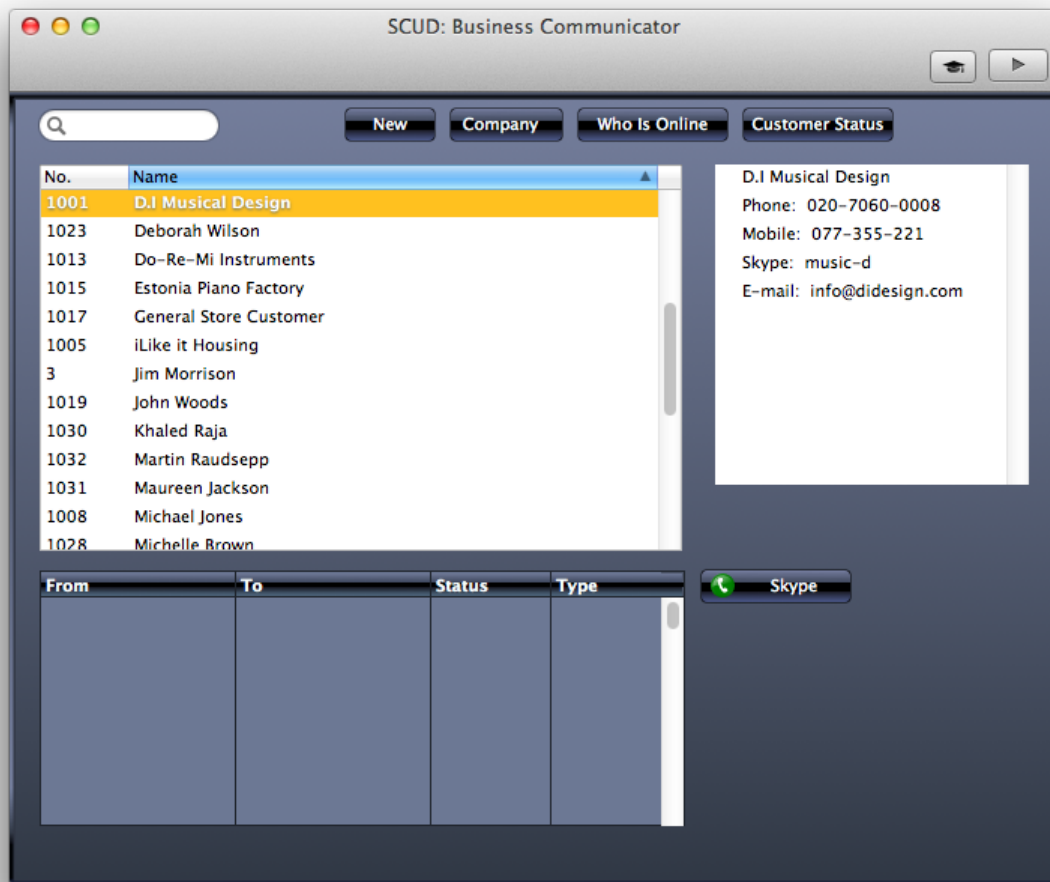 SCUD: Business Communicator
New Company Who Is Online Customer Status
No. Name
1001 D.I Musical Design
1023 Deborah Wilson
1013 Do-Re-Mi Instruments
1015 Estonia Piano Factory
1017 General Store Customer
1005 iLike it Housing
3 Jim Morrison
1019 John Woods
1030 Khaled Raja
1032 Martin Raudsepp
1031 Maureen Jackson
1008 Michael Jones
1028 Michelle Brown
D.I Musical Design
Phone: 020-7060-0008
Mobile: 077-355-221
Skype: music-d
E-mail: info@didesign.com
From To Status Type
Skype